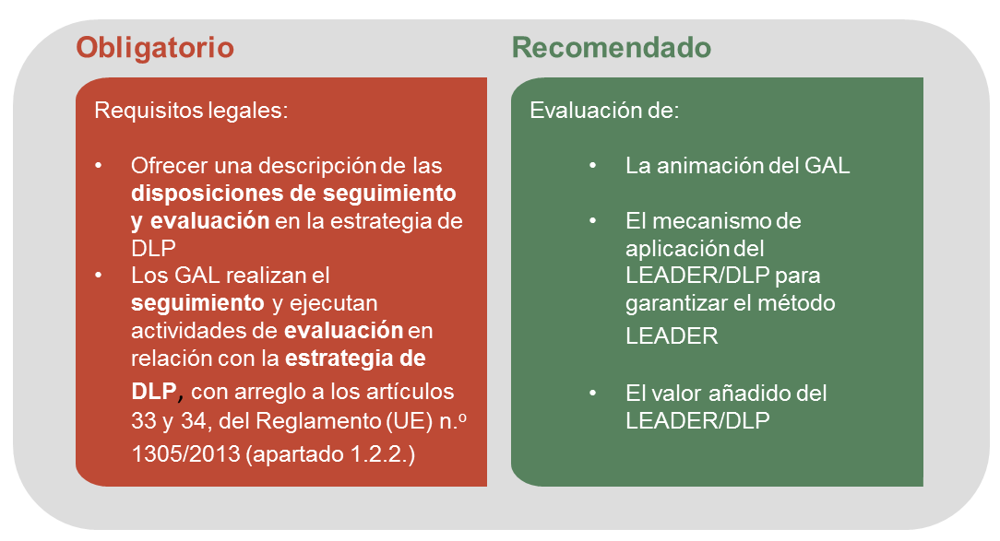 Obligatorio
Requisitos legales:
• Ofrecer una descripción de las
disposiciones de seguimiento
y evaluación en la estrategia de
DLP
• Los GAL realizan el
seguimiento y ejecutan
actividades de evaluación en
relación con la estrategia de
DLP, con arreglo a los artículos
33 y 34, del Reglamento (UE) n.º
1305/2013 (apartado 1.2.2.)
Recomendado
Evaluación de:
• La animación del GAL
• El mecanismo de
aplicación del
LEADER/DLP para
garantizar el método
LEADER
• El valor añadido del
LEADER/DLP